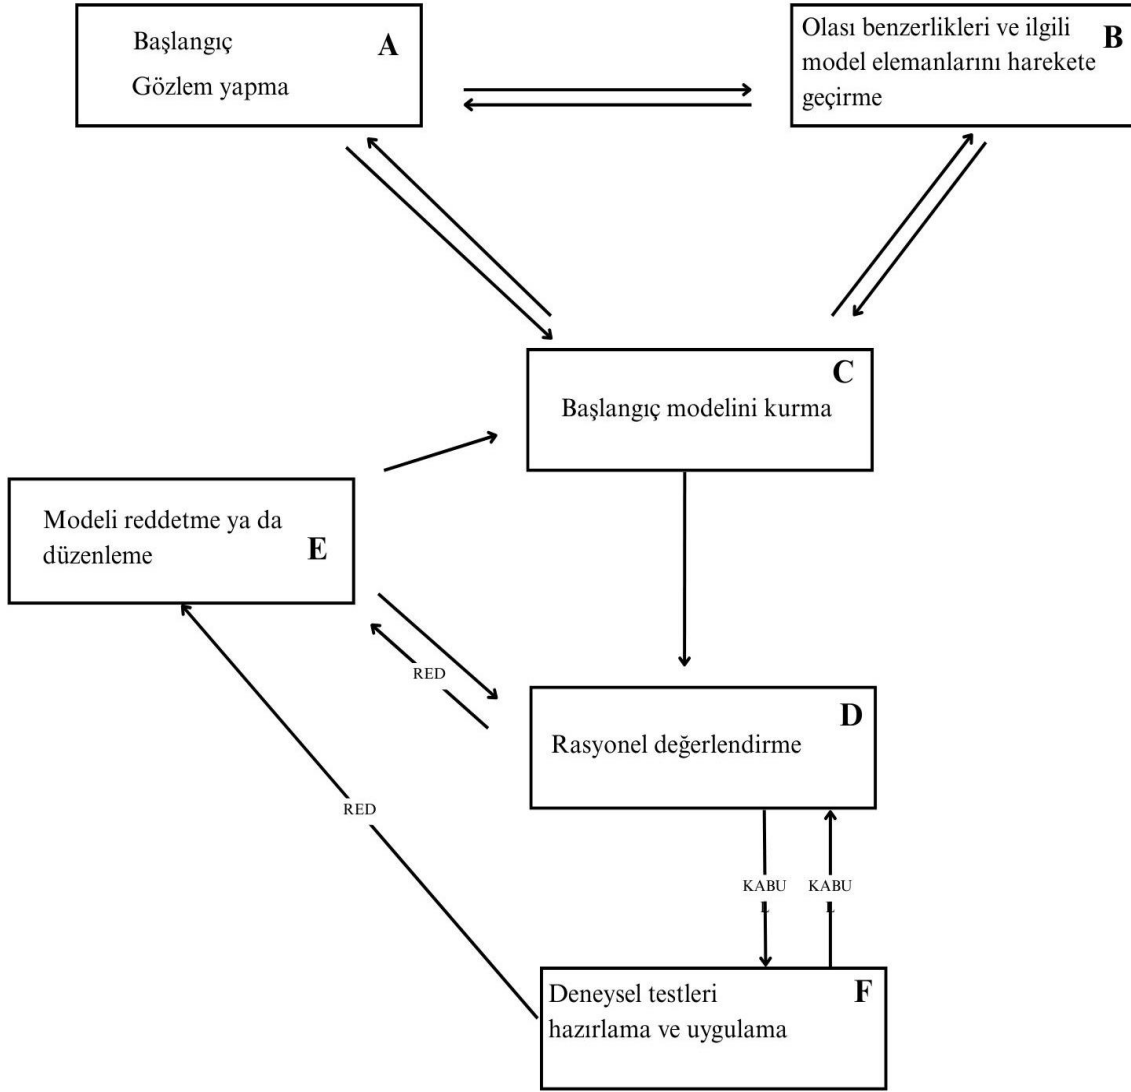 Başlangıç
Gözlem yapma
A
Olası benzerlikleri ve ilgili
model elemanlarını harekete
geçirme
B
C
Başlangıç modelini kurma
Modeli reddetme ya da
düzenleme
E
RED
D
Rasyonel değerlendirme
RED
KABU
L
KABU
L
F
Deneysel testleri
hazırlama ve uygulama